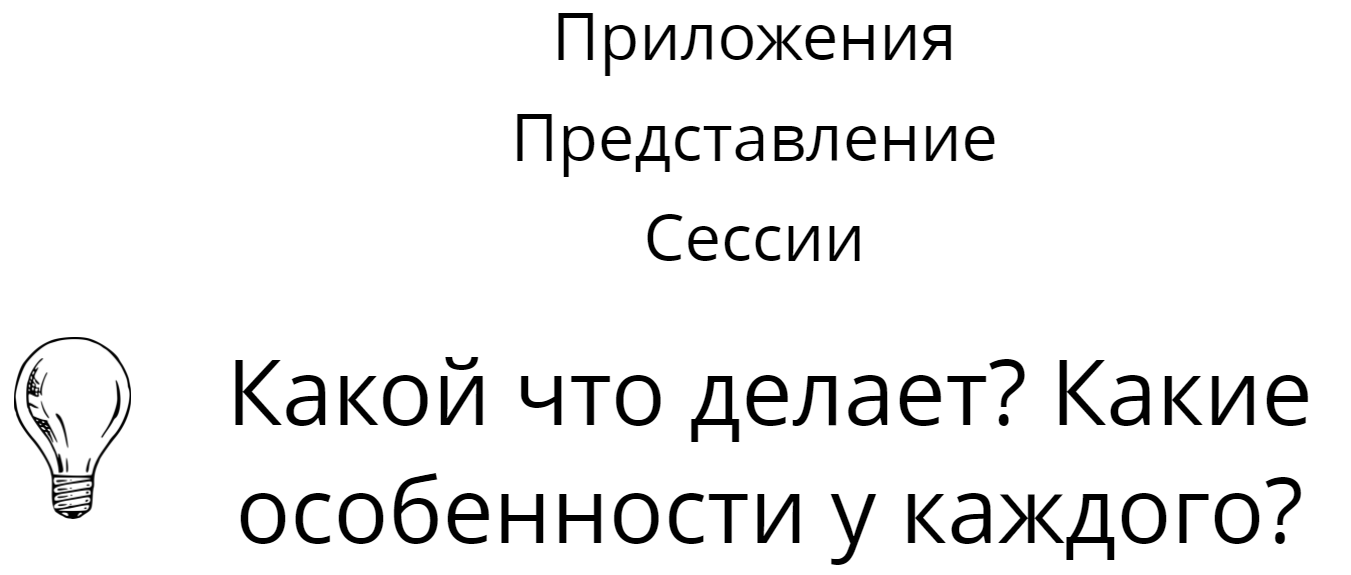 Приложения
Представление
Сессии
Какой что делает? Какие
особенности у каждого?